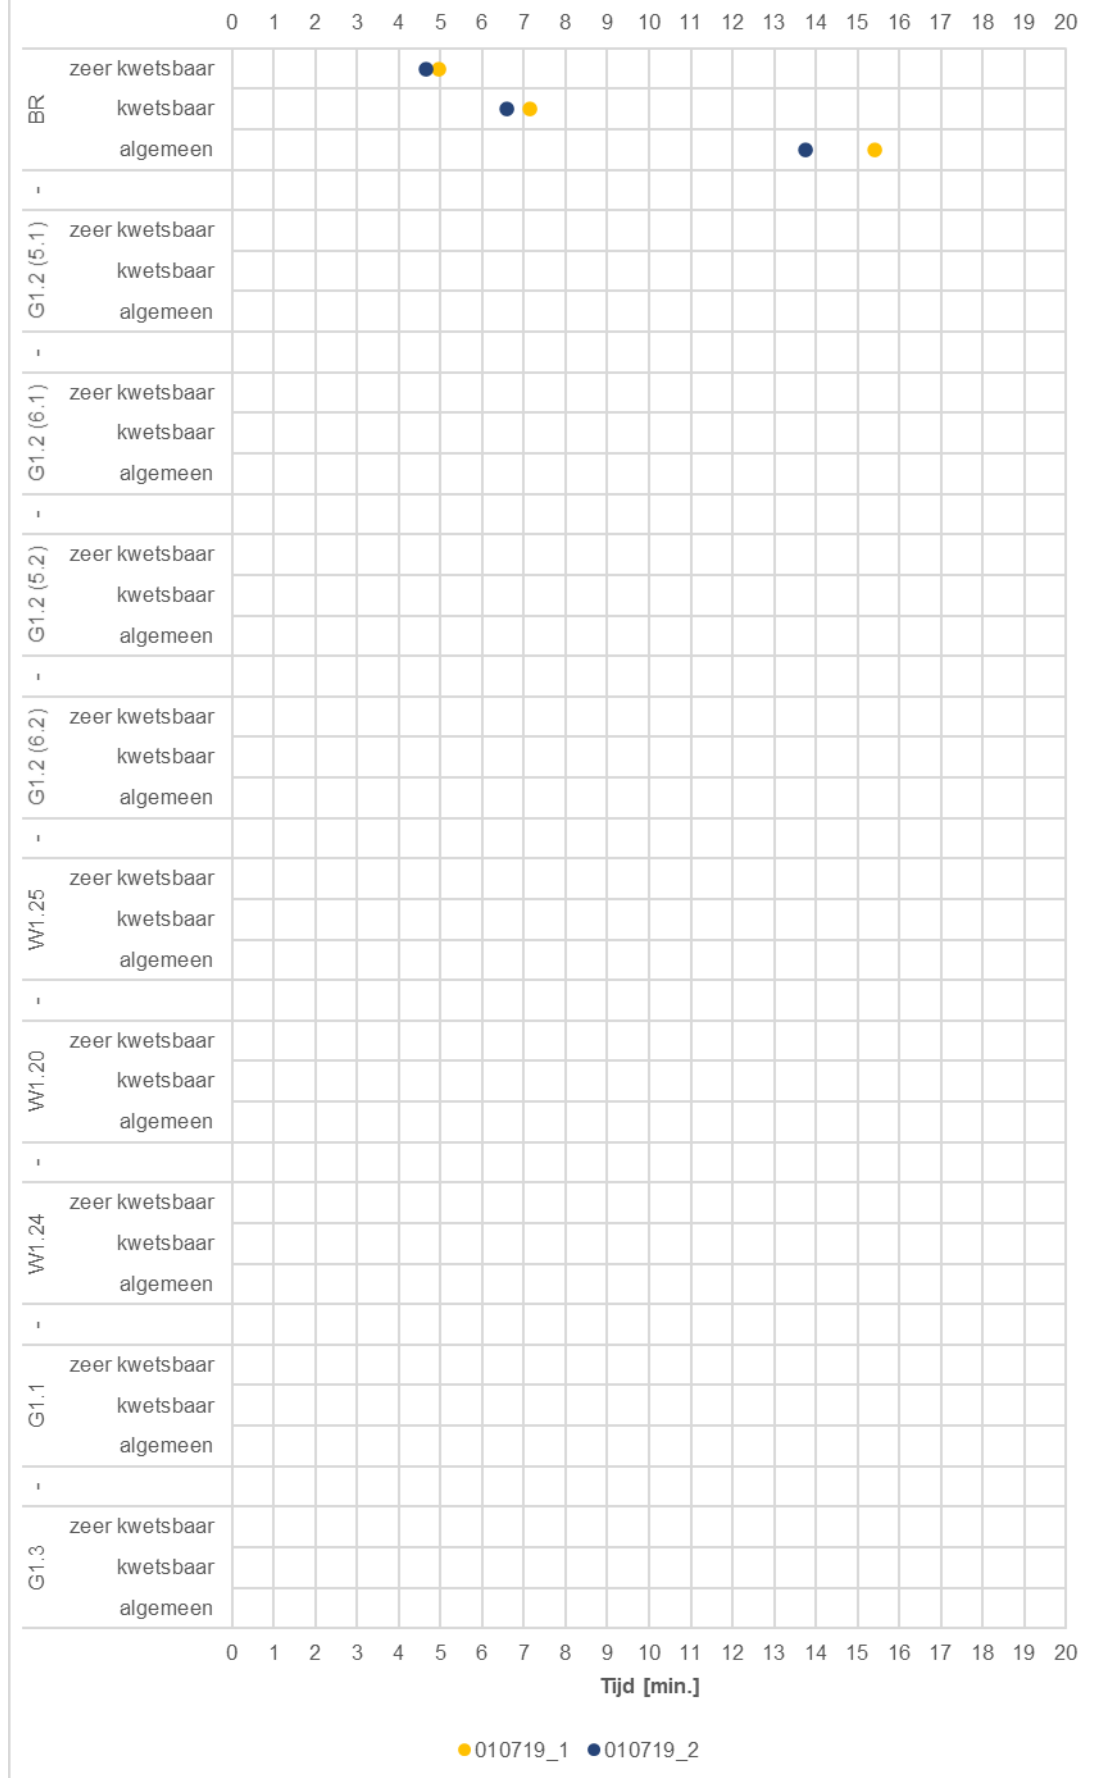 0 1 2 3 4 5 6 7 8 9 10 11 12 13 14 15 16 17 18 19 20
BR
zeer kwetsbaar
kwetsbaar
algemeen
-
G1.2 (5.1)
zeer kwetsbaar
kwetsbaar
algemeen
-
G1.2 (6.1)
zeer kwetsbaar
kwetsbaar
algemeen
-
G1.2 (5.2)
zeer kwetsbaar
kwetsbaar
algemeen
-
G1.2 (6.2)
zeer kwetsbaar
kwetsbaar
algemeen
-
W1.25
zeer kwetsbaar
kwetsbaar
algemeen
-
W1.20
zeer kwetsbaar
kwetsbaar
algemeen
-
W1.24
zeer kwetsbaar
kwetsbaar
algemeen
-
G1.1
zeer kwetsbaar
kwetsbaar
algemeen
-
G1.3
zeer kwetsbaar
kwetsbaar
algemeen
0 1 2 3 4 5 6 7 8 9 10 11 12 13 14 15 16 17 18 19 20
Tijd [min.]
010719_1 010719_2